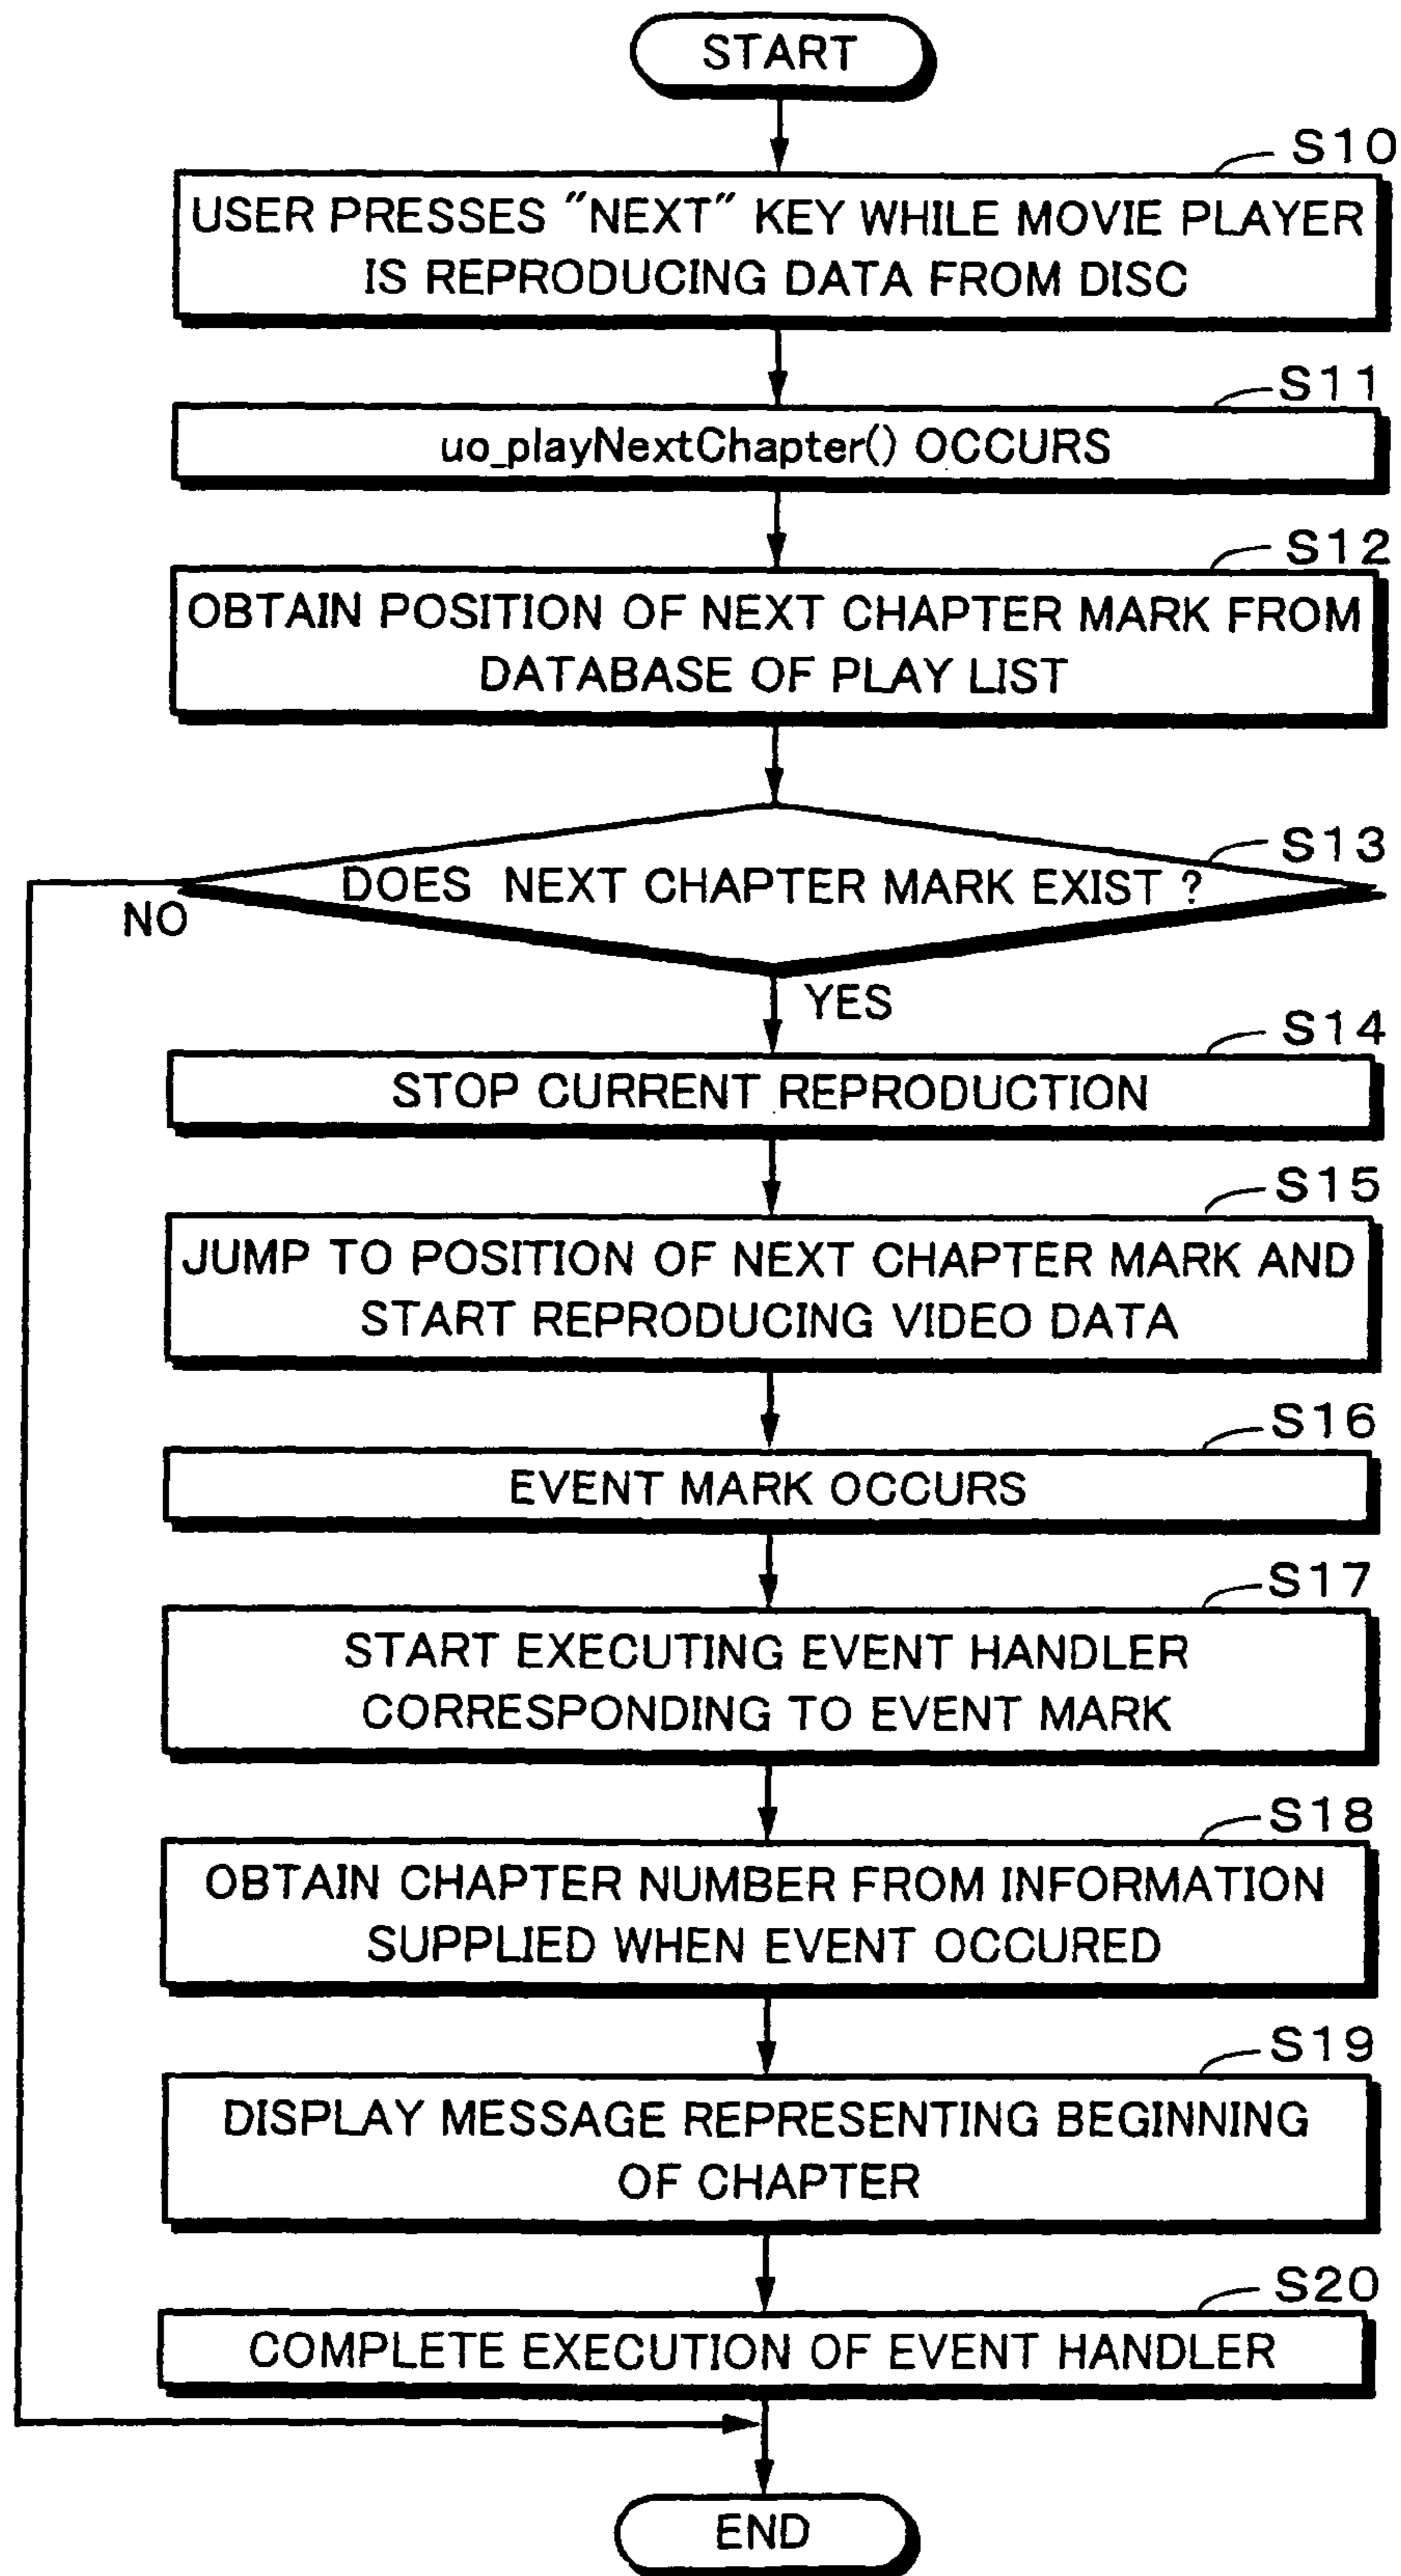 START
S10
USER PRESSES "NEXT" KEY WHILE MOVIE PLAYER
IS REPRODUCING DATA FROM DISC
S11
uo_playNextChapter() OCCURS
S12
OBTAIN POSITION OF NEXT CHAPTER MARK FROM
DATABASE OF PLAY LIST
S13
DOES NEXT CHAPTER MARK EXIST ?
NO
YES
S14
STOP CURRENT REPRODUCTION
S15
JUMP TO POSITION OF NEXT CHAPTER MARK AND
START REPRODUCING VIDEO DATA
S16
EVENT MARK OCCURS
S17
START EXECUTING EVENT HANDLER
CORRESPONDING TO EVENT MARK
S18
OBTAIN CHAPTER NUMBER FROM INFORMATION
SUPPLIED WHEN EVENT OCCURED
S19
DISPLAY MESSAGE REPRESENTING BEGINNING
OF CHAPTER
S20
COMPLETE EXECUTION OF EVENT HANDLER
END